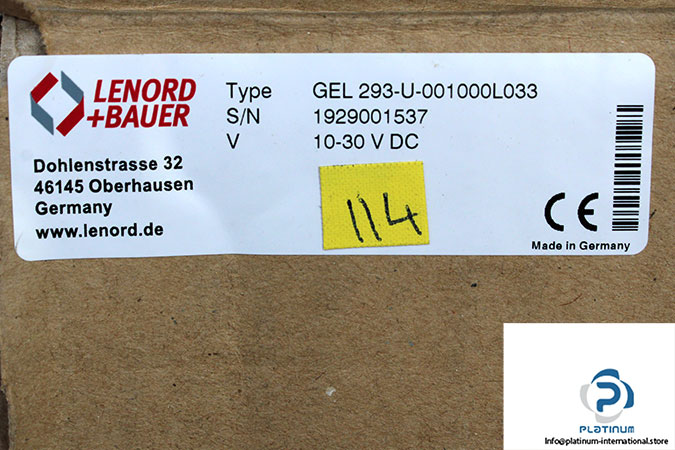 LENORD
+BAUER
Dohlenstrasse 32
46145 Oberhausen
Germany
www.lenord.de
Type GEL 293-U-001000L033
S/N 1929001537
V 10-30 V DC
114
CE
Made in Germany
PLATINUM
Info@platinum-international.store